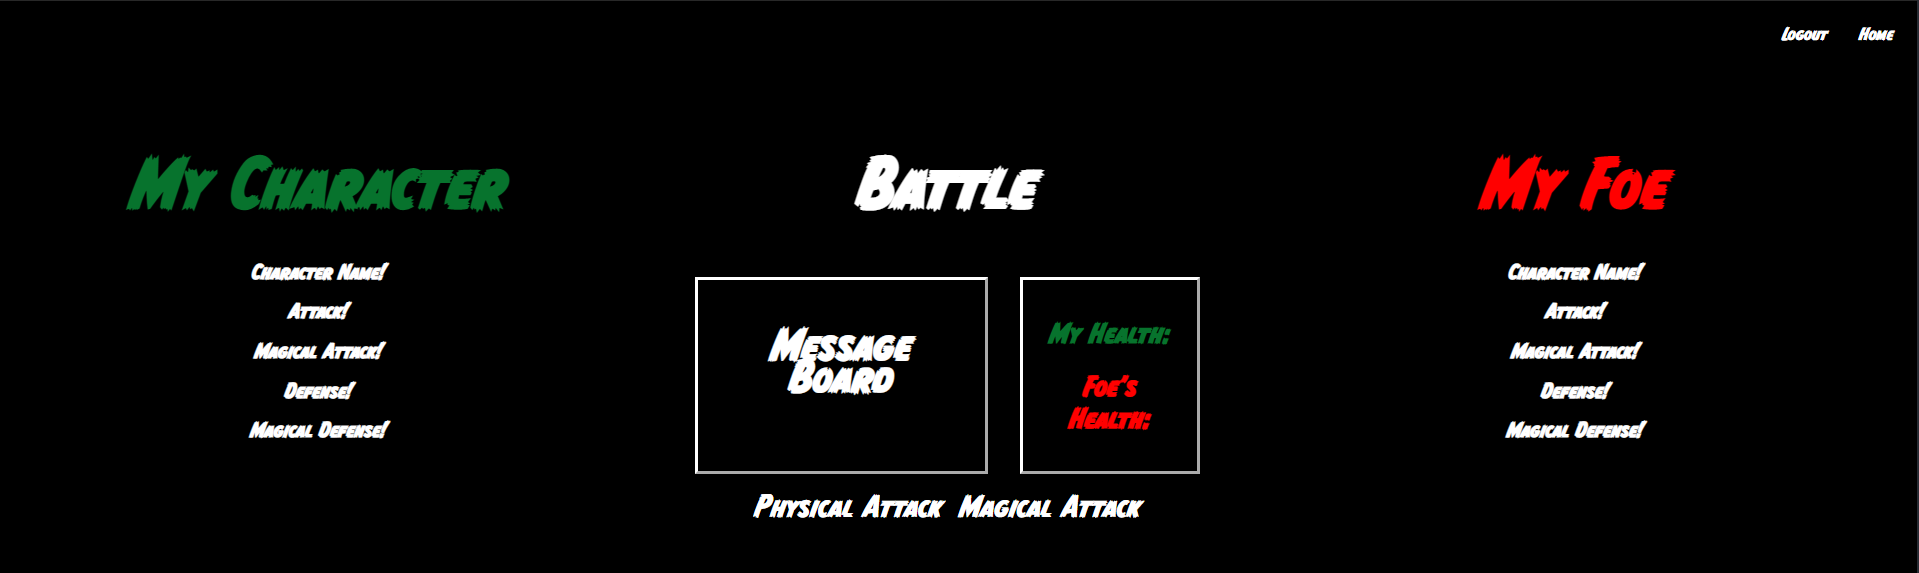 Logout Home
My Character
Character Name!
Attack!
Magical Attack!
Defense!
Magical Defense!
Battle
Message
Board
My Health:
Foe's
Health:
Physical Attack Magical Attack
My Foe
Character Name!
Attack!
Magical Attack!
Defense!
Magical Defense!